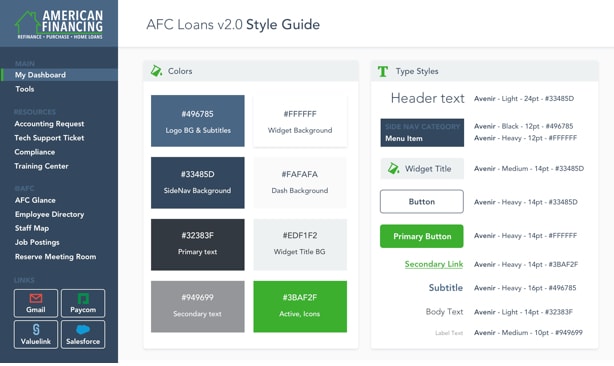 AMERICAN
FINANCING
REFINANCE • PURCHASE • HOME LOANS
MAIN
My Dashboard
Tools
RESOURCES
Accounting Request
Tech Support Ticket
Compliance
Training Center
AFC Glance
Employee Directory
Staff Map
Job Postings
Reserve Meeting Room
LINKS
Gmail
Paycom
Valuelink
Salesforce
AFC Loans v2.0 Style Guide
Colors
#496785
Logo BG & Subtitles
#FFFFFF
Widget Background
#33485D
SideNav Background
#FAFAFA
Dash Background
#32383F
Primary text
#EDF1F2
Widget Title BG
#949699
Secondary text
#3BAF2F
Active, Icons
Type Styles
Header text
Avenir - Light - 24pt - #33485D
SIDE NAV CATEGORY
Avenir - Black - 12pt - #496785
Menu Item
Avenir - Heavy - 12pt - #FFFFFF
Widget Title
Avenir - Medium - 14pt - #33485D
Button
Avenir - Heavy - 14pt - #33485D
Primary Button
Avenir - Heavy - 14pt - #FFFFFF
Secondary Link
Avenir - Heavy - 14pt - #3BAF2F
Subtitle
Avenir - Heavy - 16pt - #496785
Body Text
Avenir - Light - 14pt - #32383F
Label Text
Avenir - Medium - 10pt - #949699